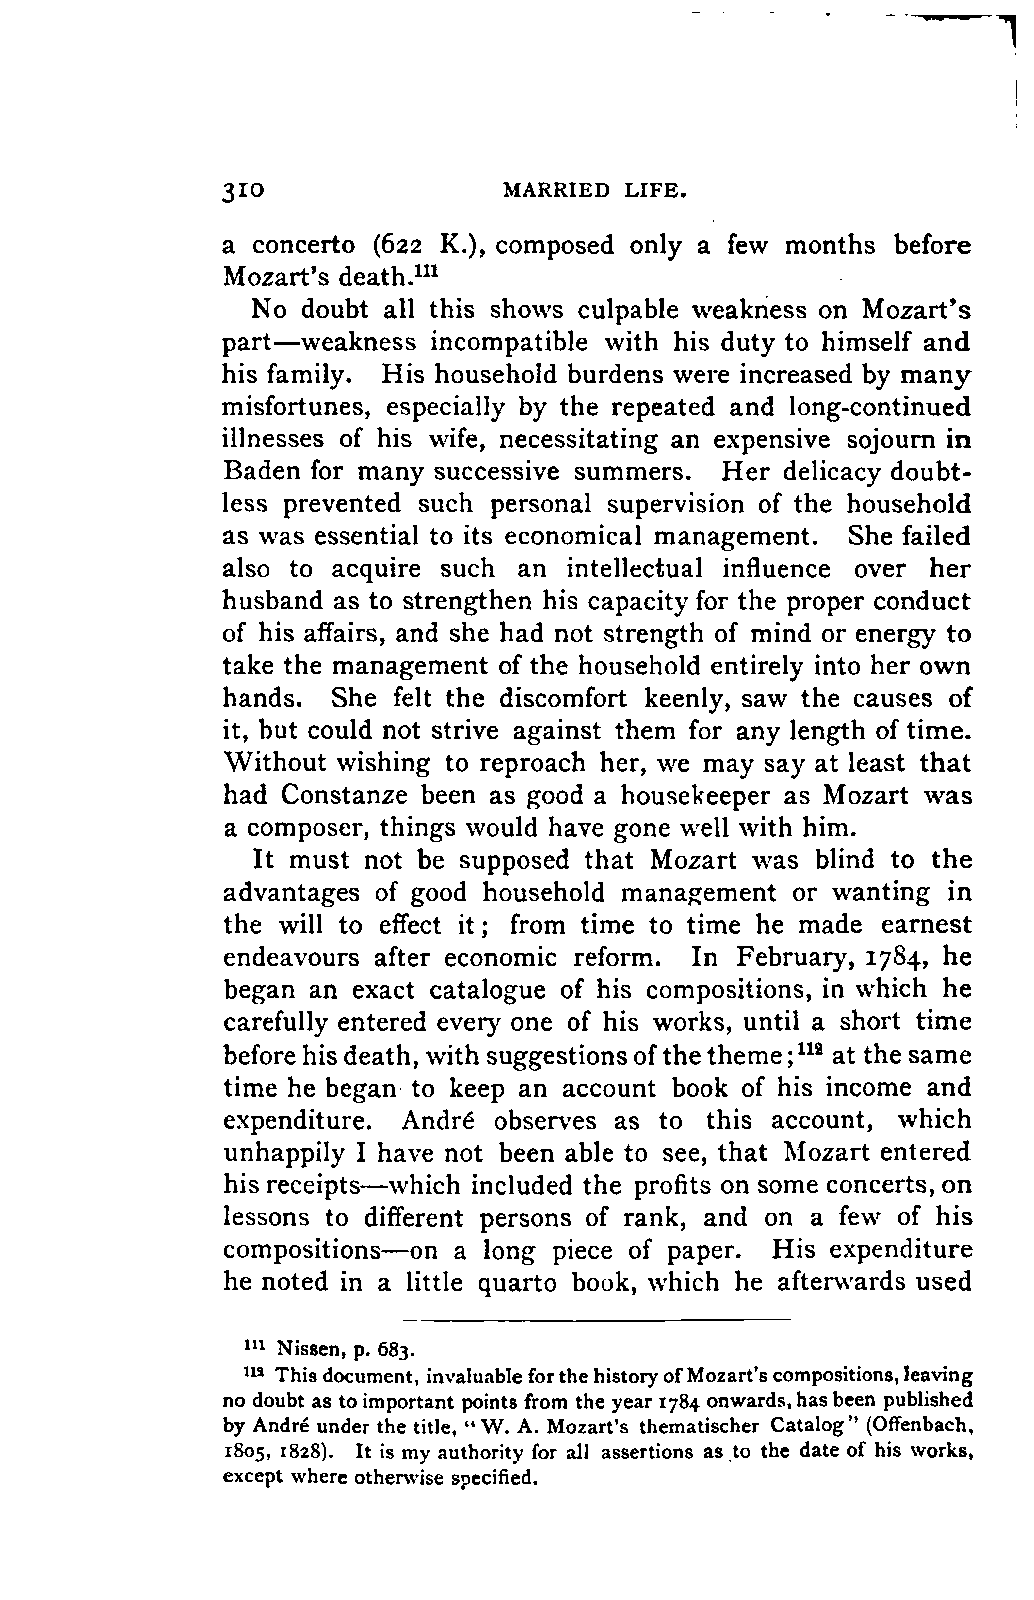 310 MARRIED LIFE.
a concerto (622 K.), composed only a few months before
Mozart's death.¹¹¹
No doubt all this shows culpable weakness on Mozart's
part—weakness incompatible with his duty to himself and
his family. His household burdens were increased by many
misfortunes, especially by the repeated and long-continued
illnesses of his wife, necessitating an expensive sojourn in
Baden for many successive summers. Her delicacy doubt-
less prevented such personal supervision of the household
as was essential to its economical management. She failed
also to acquire such an intellectual influence over her
husband as to strengthen his capacity for the proper conduct
of his affairs, and she had not strength of mind or energy to
take the management of the household entirely into her own
hands. She felt the discomfort keenly, saw the causes of
it, but could not strive against them for any length of time.
Without wishing to reproach her, we may say at least that
had Constanze been as good a housekeeper as Mozart was
a composer, things would have gone well with him.
It must not be supposed that Mozart was blind to the
advantages of good household management or wanting in
the will to effect it; from time to time he made earnest
endeavours after economic reform. In February, 1784, he
began an exact catalogue of his compositions, in which he
carefully entered every one of his works, until a short time
before his death, with suggestions of the theme;¹¹² at the same
time he began to keep an account book of his income and
expenditure. André observes as to this account, which
unhappily I have not been able to see, that Mozart entered
his receipts—which included the profits on some concerts, on
lessons to different persons of rank, and on a few of his
compositions—on a long piece of paper. His expenditure
he noted in a little quarto book, which he afterwards used
¹¹¹ Nissen, p. 683.
¹¹² This document, invaluable for the history of Mozart's compositions, leaving
no doubt as to important points from the year 1784 onwards, has been published
by André under the title, "W. A. Mozart's thematischer Catalog" (Offenbach,
1805, 1828). It is my authority for all assertions as to the date of his works,
except where otherwise specified.